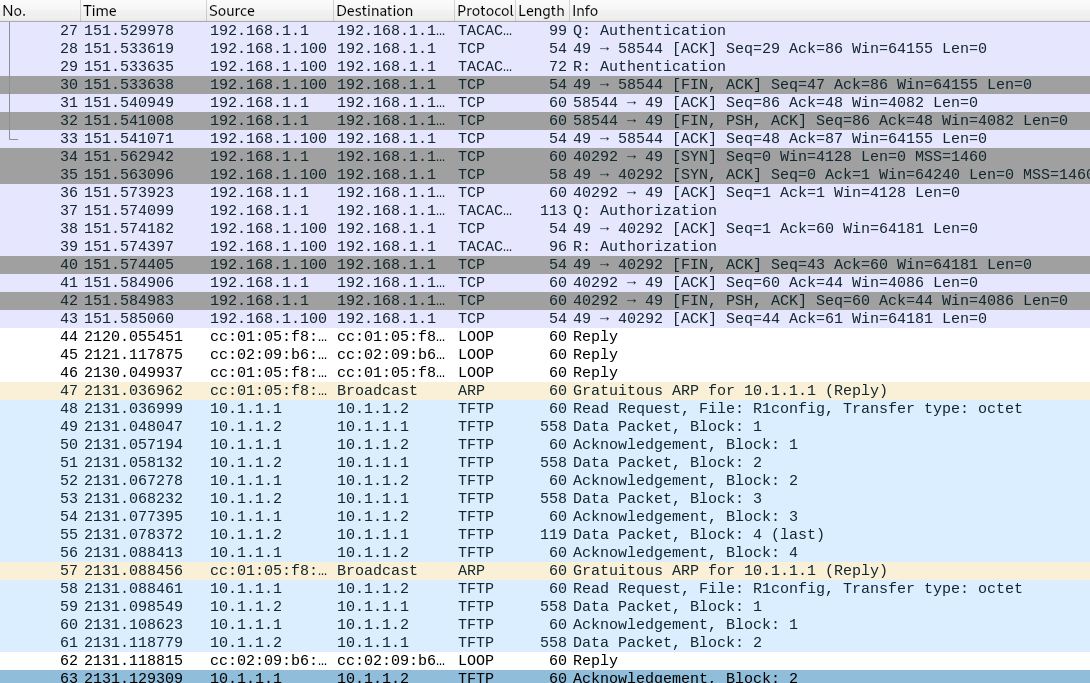 No. Time Source Destination Protocol Length Info
27 151.529978 192.168.1.1 192.168.1.1… TACAC… 99 Q: Authentication
28 151.533619 192.168.1.100 192.168.1.1 TCP 54 49 → 58544 [ACK] Seq=29 Ack=86 Win=64155 Len=0
29 151.533635 192.168.1.100 192.168.1.1 TACAC… 72 R: Authentication
30 151.533638 192.168.1.100 192.168.1.1 TCP 54 49 → 58544 [FIN, ACK] Seq=47 Ack=86 Win=64155 Len=0
31 151.540949 192.168.1.1 192.168.1.1… TCP 60 58544 → 49 [ACK] Seq=86 Ack=48 Win=4082 Len=0
32 151.541008 192.168.1.1 192.168.1.1… TCP 60 58544 → 49 [FIN, PSH, ACK] Seq=86 Ack=48 Win=4082 Len=0
33 151.541071 192.168.1.100 192.168.1.1 TCP 54 49 → 58544 [ACK] Seq=48 Ack=87 Win=64155 Len=0
34 151.562942 192.168.1.1 192.168.1.1… TCP 60 40292 → 49 [SYN] Seq=0 Win=4128 Len=0 MSS=1460
35 151.563096 192.168.1.100 192.168.1.1 TCP 58 49 → 40292 [SYN, ACK] Seq=0 Ack=1 Win=64240 Len=0 MSS=1460
36 151.573923 192.168.1.1 192.168.1.1… TCP 60 40292 → 49 [ACK] Seq=1 Ack=1 Win=4128 Len=0
37 151.574099 192.168.1.1 192.168.1.1… TACAC… 113 Q: Authorization
38 151.574182 192.168.1.100 192.168.1.1 TCP 54 49 → 40292 [ACK] Seq=1 Ack=60 Win=64181 Len=0
39 151.574397 192.168.1.100 192.168.1.1 TACAC… 96 R: Authorization
40 151.574405 192.168.1.100 192.168.1.1 TCP 54 49 → 40292 [FIN, ACK] Seq=43 Ack=60 Win=64181 Len=0
41 151.584906 192.168.1.1 192.168.1.1… TCP 60 40292 → 49 [ACK] Seq=60 Ack=44 Win=4086 Len=0
42 151.584983 192.168.1.1 192.168.1.1… TCP 60 40292 → 49 [FIN, PSH, ACK] Seq=60 Ack=44 Win=4086 Len=0
43 151.585060 192.168.1.100 192.168.1.1 TCP 54 49 → 40292 [ACK] Seq=44 Ack=61 Win=64181 Len=0
44 2120.055451 cc:01:05:f8:… cc:01:05:f8… LOOP 60 Reply
45 2121.117875 cc:02:09:b6:… cc:02:09:b6… LOOP 60 Reply
46 2130.049937 cc:01:05:f8:… cc:01:05:f8… LOOP 60 Reply
47 2131.036962 cc:01:05:f8:… Broadcast ARP 60 Gratuitous ARP for 10.1.1.1 (Reply)
48 2131.036999 10.1.1.1 10.1.1.2 TFTP 60 Read Request, File: R1config, Transfer type: octet
49 2131.048047 10.1.1.2 10.1.1.1 TFTP 558 Data Packet, Block: 1
50 2131.057194 10.1.1.1 10.1.1.2 TFTP 60 Acknowledgement, Block: 1
51 2131.058132 10.1.1.2 10.1.1.1 TFTP 558 Data Packet, Block: 2
52 2131.067278 10.1.1.1 10.1.1.2 TFTP 60 Acknowledgement, Block: 2
53 2131.068232 10.1.1.2 10.1.1.1 TFTP 558 Data Packet, Block: 3
54 2131.077395 10.1.1.1 10.1.1.2 TFTP 60 Acknowledgement, Block: 3
55 2131.078372 10.1.1.2 10.1.1.1 TFTP 119 Data Packet, Block: 4 (last)
56 2131.088413 10.1.1.1 10.1.1.2 TFTP 60 Acknowledgement, Block: 4
57 2131.088456 cc:01:05:f8:… Broadcast ARP 60 Gratuitous ARP for 10.1.1.1 (Reply)
58 2131.088461 10.1.1.1 10.1.1.2 TFTP 60 Read Request, File: R1config, Transfer type: octet
59 2131.098549 10.1.1.2 10.1.1.1 TFTP 558 Data Packet, Block: 1
60 2131.108623 10.1.1.1 10.1.1.2 TFTP 60 Acknowledgement, Block: 1
61 2131.118779 10.1.1.2 10.1.1.1 TFTP 558 Data Packet, Block: 2
62 2131.118815 cc:02:09:b6:… cc:02:09:b6… LOOP 60 Reply
63 2131.129309 10.1.1.1 10.1.1.2 TFTP 60 Acknowledgement, Block: 2